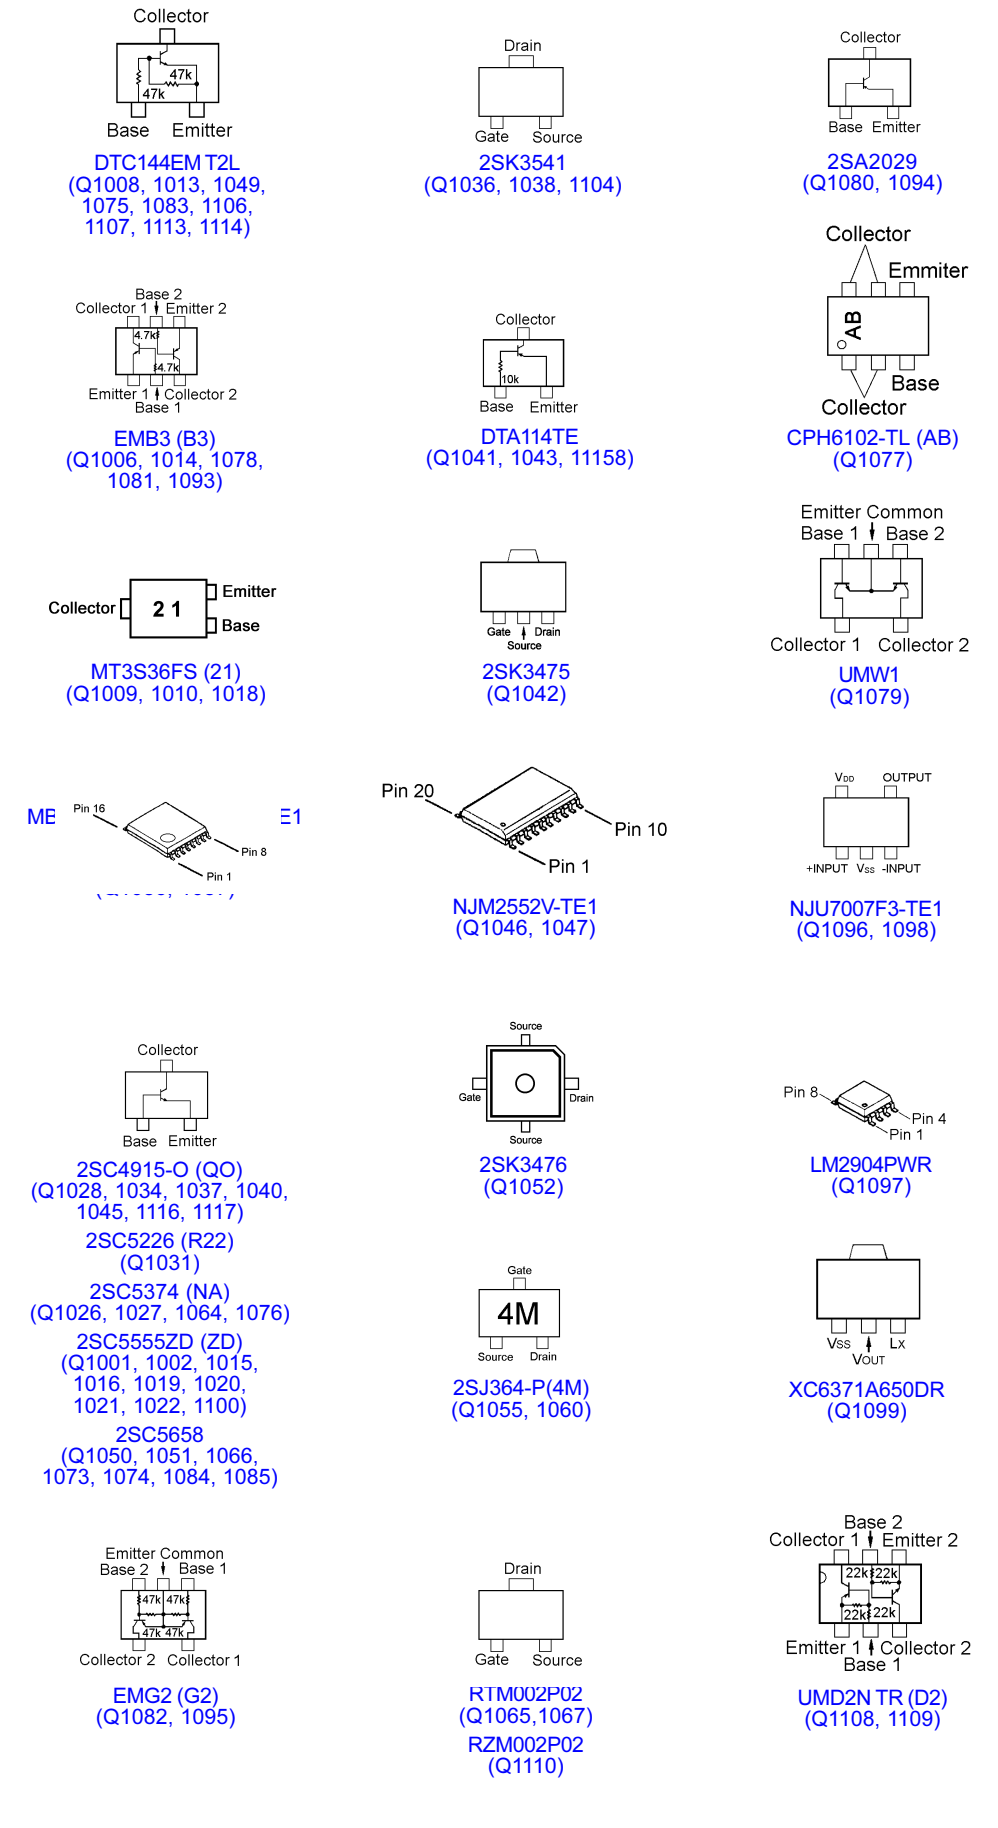 Collector
47k
47k
Base Emitter
DTC144EM T2L
(Q1008, 1013, 1049,
1075, 1083, 1106,
1107, 1113, 1114)
Drain
Gate Source
2SK3541
(Q1036, 1038, 1104)
Collector
Base Emitter
2SA2029
(Q1080, 1094)
Base 2
Collector 1 Emitter 2
4.7k
4.7k
Emitter 1 Collector 2
Base 1
EMB3 (B3)
(Q1006, 1014, 1078,
1081, 1093)
Collector
10k
Base Emitter
DTA114TE
(Q1041, 1043, 11158)
Collector
Emmiter
AB
Base
Collector
CPH6102-TL (AB)
(Q1077)
Collector
2 1
Emitter
Base
MT3S36FS (21)
(Q1009, 1010, 1018)
Gate Drain
Source
2SK3475
(Q1042)
Emitter Common
Base 1 Base 2
Collector 1 Collector 2
UMW1
(Q1079)
Pin 16
MB E1
Pin 8
Pin 1
Pin 20
Pin 10
Pin 1
NJM2552V-TE1
(Q1046, 1047)
VDD OUTPUT
+INPUT VSS -INPUT
NJU7007F3-TE1
(Q1096, 1098)
Collector
Base Emitter
2SC4915-O (QO)
(Q1028, 1034, 1037, 1040,
1045, 1116, 1117)
2SC5226 (R22)
(Q1031)
2SC5374 (NA)
(Q1026, 1027, 1064, 1076)
2SC5555ZD (ZD)
(Q1001, 1002, 1015,
1016, 1019, 1020,
1021, 1022, 1100)
2SC5658
(Q1050, 1051, 1066,
1073, 1074, 1084, 1085)
Source
Gate Drain
Source
2SK3476
(Q1052)
Pin 8
Pin 4
Pin 1
LM2904PWR
(Q1097)
Gate
4M
Source Drain
2SJ364-P(4M)
(Q1055, 1060)
VSS LX
VOUT
XC6371A650DR
(Q1099)
Emitter Common
Base 2 Base 1
47k 47k
47k 47k
Collector 2 Collector 1
EMG2 (G2)
(Q1082, 1095)
Drain
Gate Source
RTM002P02
(Q1065,1067)
RZM002P02
(Q1110)
Base 2
Collector 1 Emitter 2
22k 22k
22k 22k
Emitter 1 Collector 2
Base 1
UMD2N TR (D2)
(Q1108, 1109)